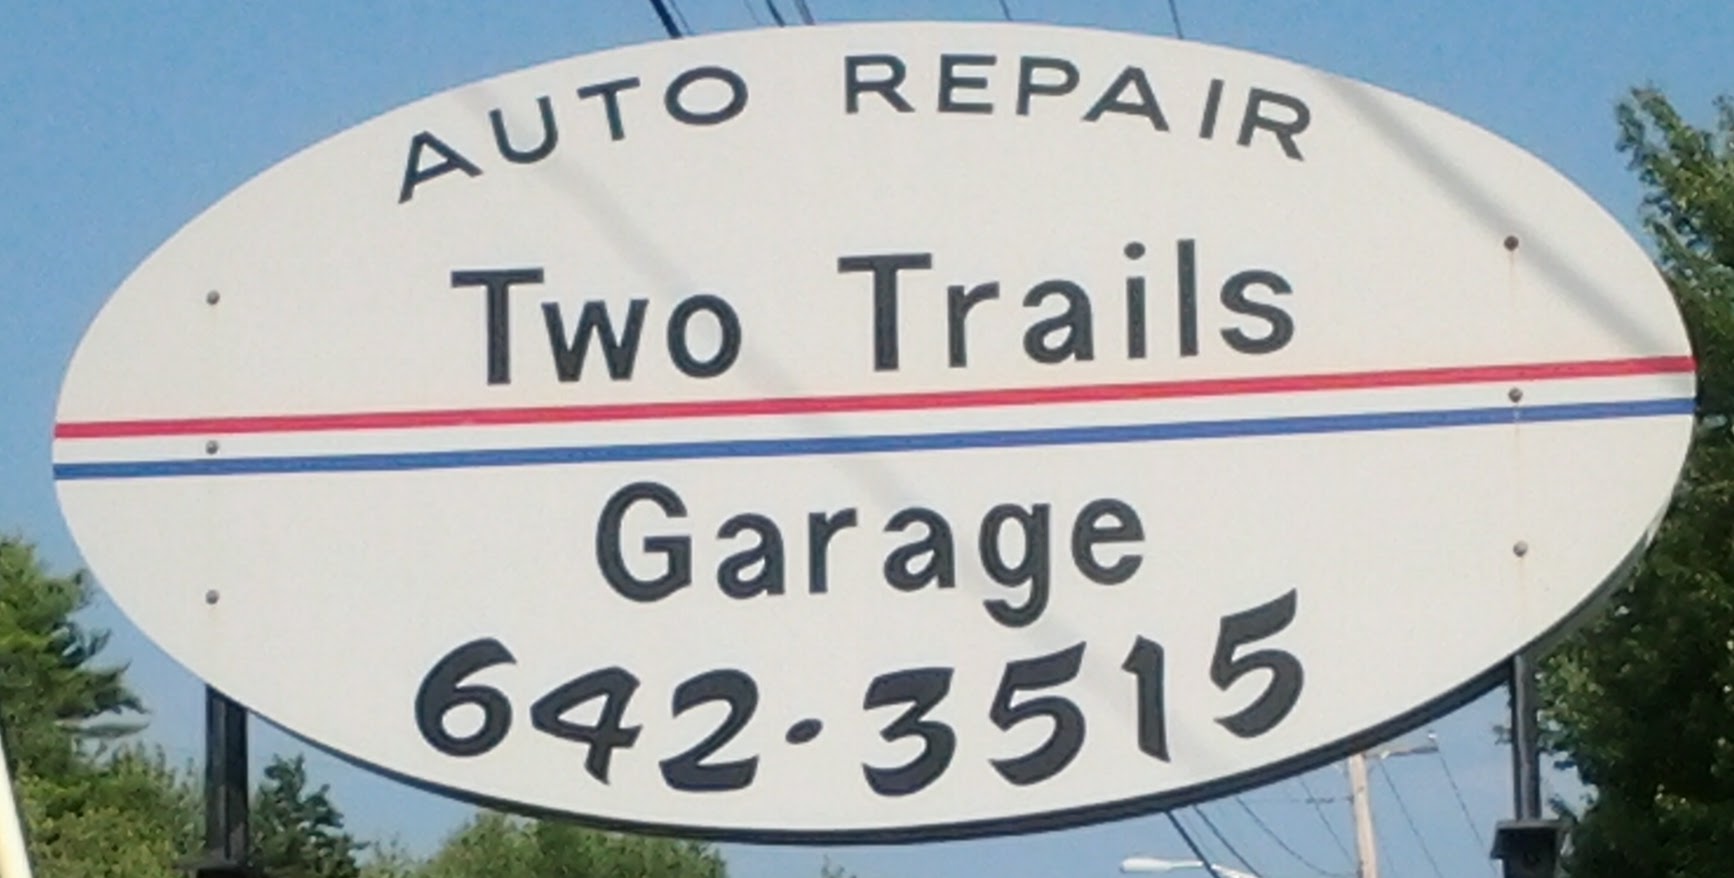 AUTO REPAIR
Two Trails
Garage
642-3515